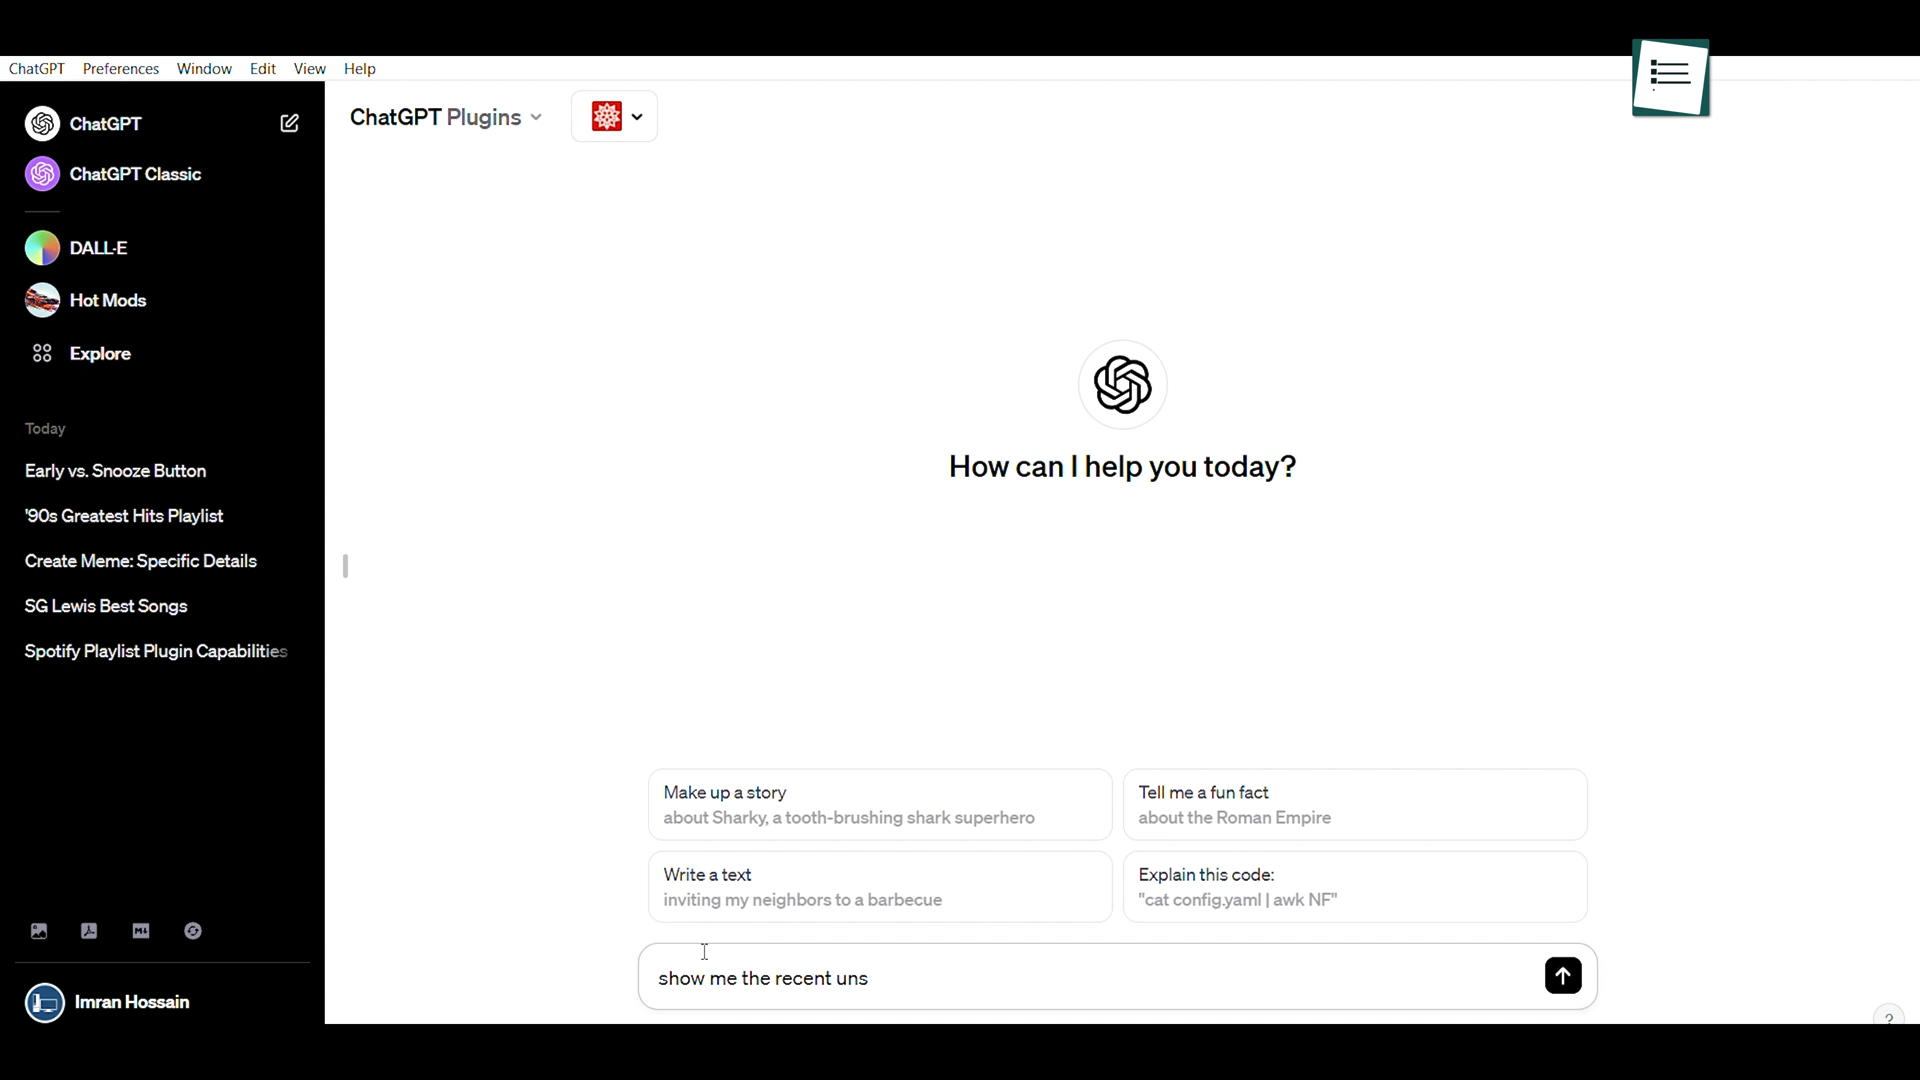 ChatGPT Preferences Window Edit View Help
ChatGPT
ChatGPT Classic
DALL·E
Hot Mods
Explore
Today
Early vs. Snooze Button
'90s Greatest Hits Playlist
Create Meme: Specific Details
SG Lewis Best Songs
Spotify Playlist Plugin Capabilities
M↓
Imran Hossain
ChatGPT Plugins
How can I help you today?
Make up a story
about Sharky, a tooth-brushing shark superhero
Tell me a fun fact
about the Roman Empire
Write a text
inviting my neighbors to a barbecue
Explain this code:
"cat config.yaml | awk NF"
show me the recent uns
?